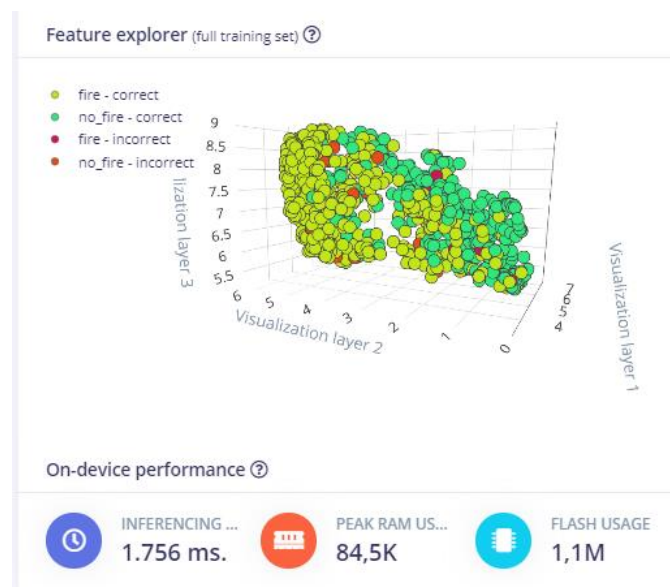 Feature explorer (full training set) ?
fire - correct
no_fire - correct
fire - incorrect
no_fire - incorrect
9
8.5
8
7.5
7
6.5
6
5.5
lization layer 3
6
5
4
3
2
1
0
Visualization layer 2
7
6
5
4
Visualization layer 1
On-device performance ?
INFERENCING ...
1.756 ms.
PEAK RAM US...
84,5K
FLASH USAGE
1,1M